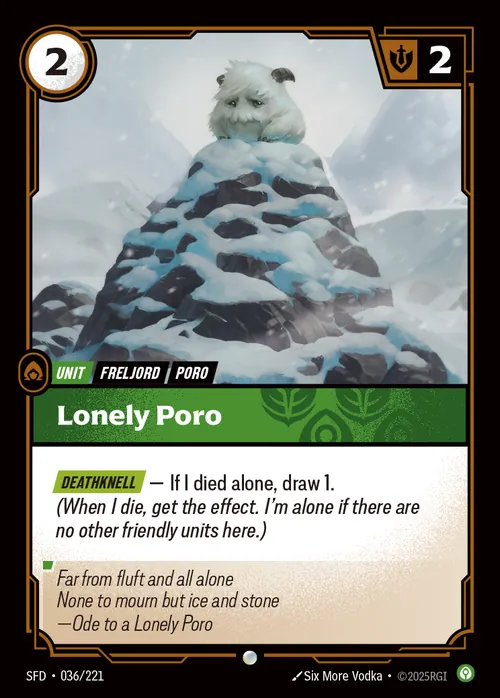 2
2
UNIT
FRELJORD
PORO
Lonely Poro
DEATHKNELL — If I died alone, draw 1.
(When I die, get the effect. I'm alone if there are
no other friendly units here.)
Far from fluft and all alone
None to mourn but ice and stone
—Ode to a Lonely Poro
SFD • 036/221
Six More Vodka • ©2025RGI